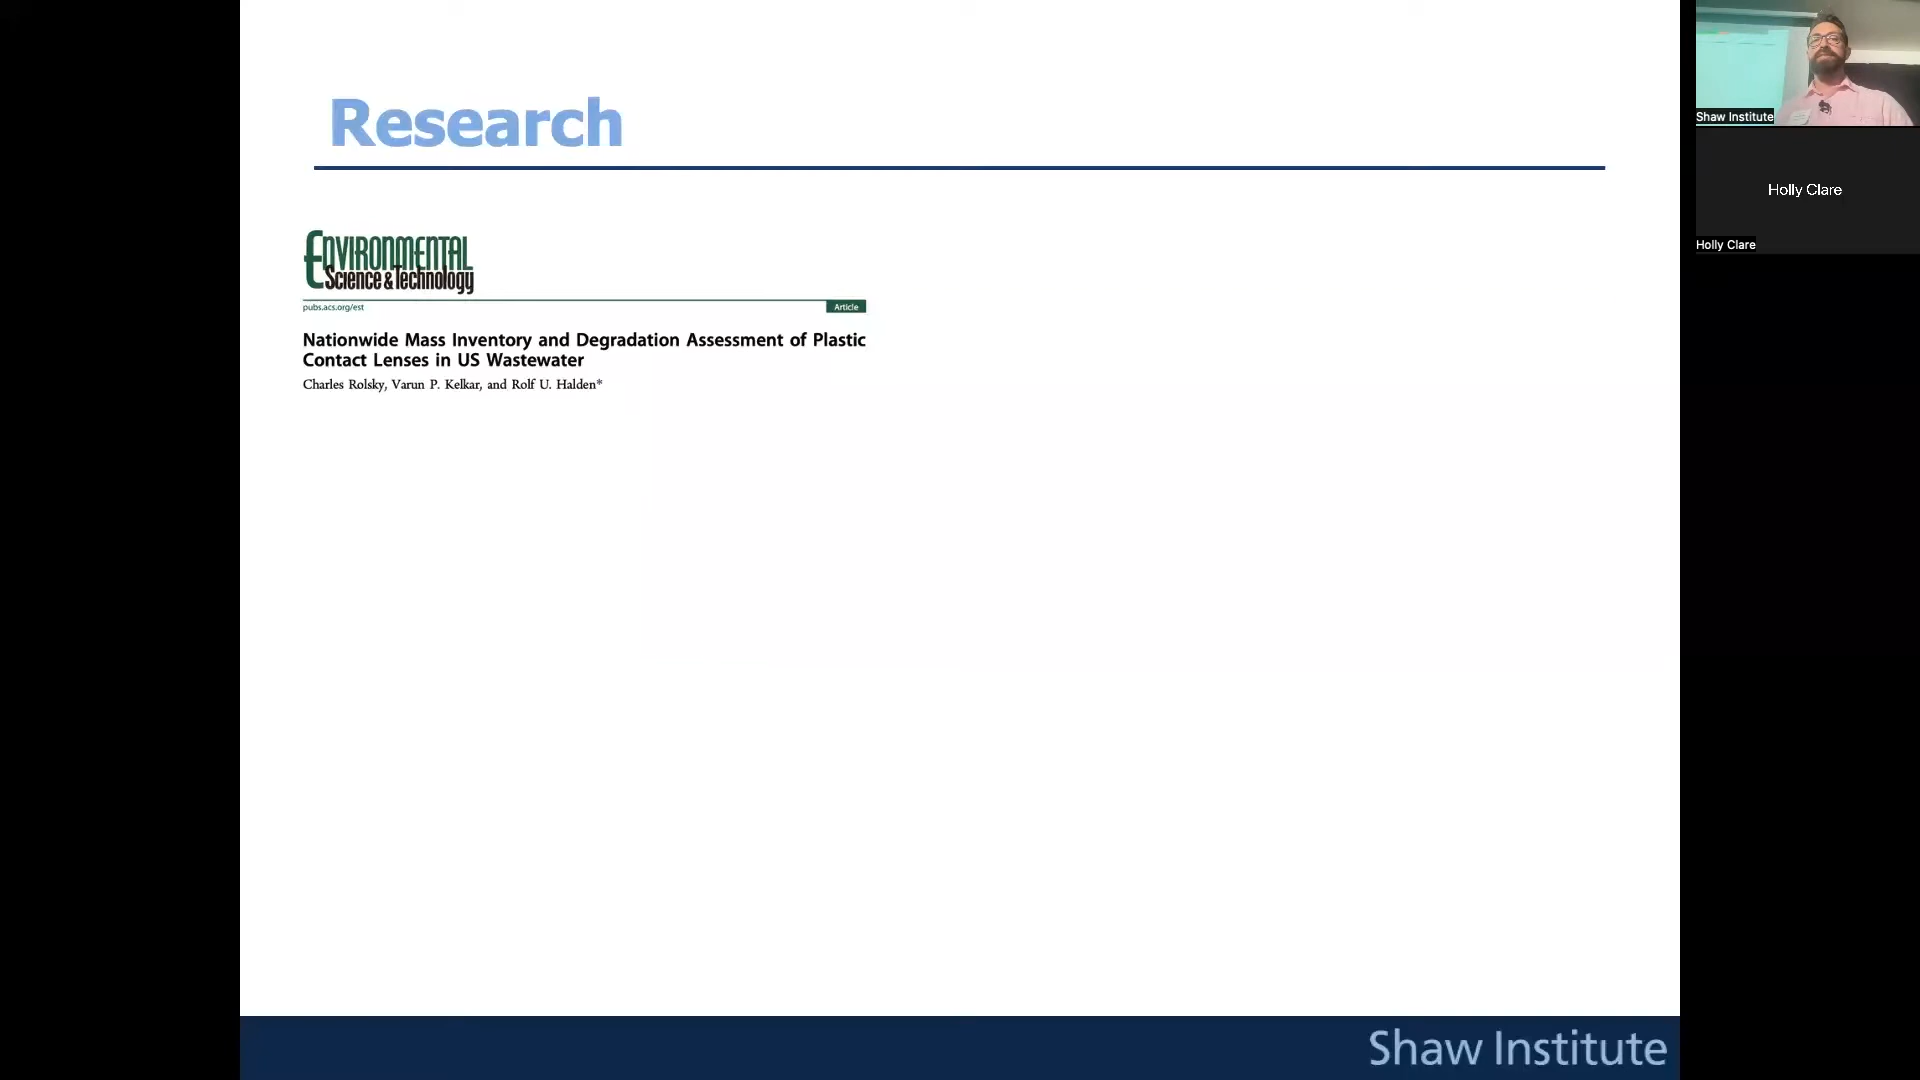 Research
Environmental
Science & Technology
pubs.acs.org/est
Article
Nationwide Mass Inventory and Degradation Assessment of Plastic
Contact Lenses in US Wastewater
Charles Rolsky, Varun P. Kelkar, and Rolf U. Halden*
Shaw Institute
Shaw Institute
Holly Clare
Holly Clare